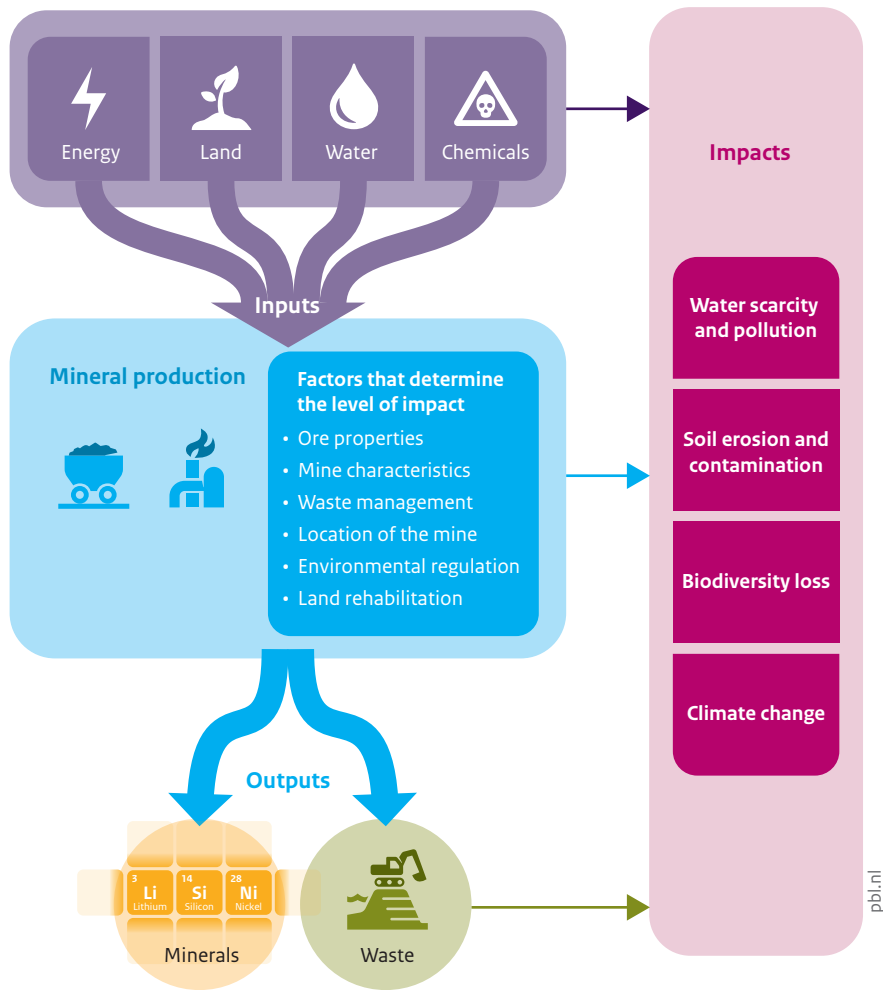 Energy
Land
Water
Chemicals
Inputs
Impacts
Water scarcity
and pollution
Soil erosion and
contamination
Biodiversity loss
Climate change
Mineral production
Factors that determine
the level of impact
• Ore properties
• Mine characteristics
• Waste management
• Location of the mine
• Environmental regulation
• Land rehabilitation
Outputs
3
Li
Lithium
14
Si
Silicon
28
Ni
Nickel
Minerals
Waste
pbl.nl